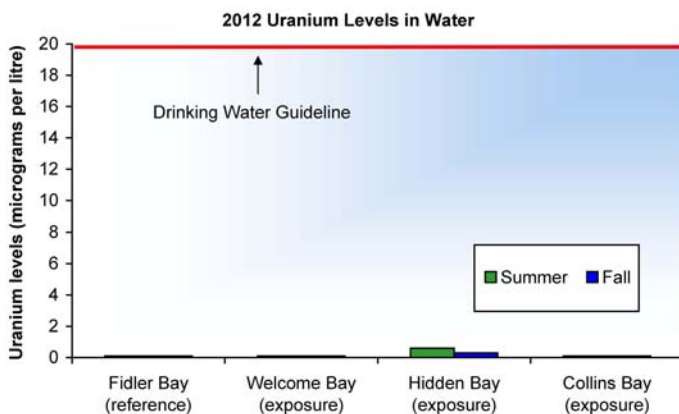 2012 Uranium Levels in Water
Uranium levels (micrograms per litre)
20
18
16
14
12
10
8
6
4
2
0
Drinking Water Guideline
Summer Fall
Fidler Bay Welcome Bay Hidden Bay Collins Bay
(reference) (exposure) (exposure) (exposure)